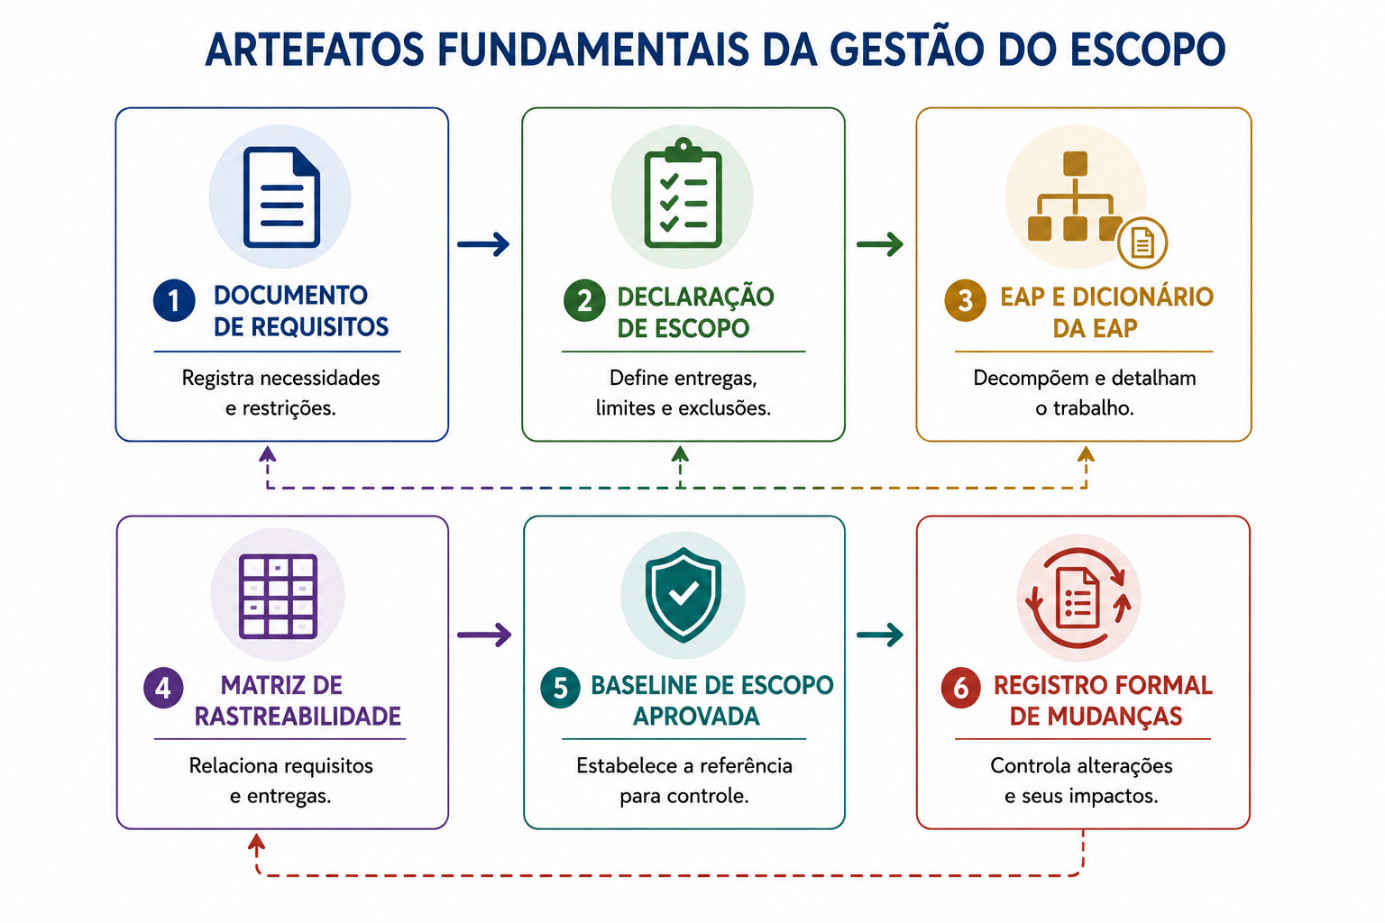 ARTEFATOS FUNDAMENTAIS DA GESTÃO DO ESCOPO
1 DOCUMENTO
DE REQUISITOS
Registra necessidades
e restrições.
2 DECLARAÇÃO
DE ESCOPO
Define entregas,
limites e exclusões.
3 EAP E DICIONÁRIO
DA EAP
Decompõem e detalham
o trabalho.
4 MATRIZ DE
RASTREABILIDADE
Relaciona requisitos
e entregas.
5 BASELINE DE ESCOPO
APROVADA
Estabelece a referência
para controle.
6 REGISTRO FORMAL
DE MUDANÇAS
Controla alterações
e seus impactos.